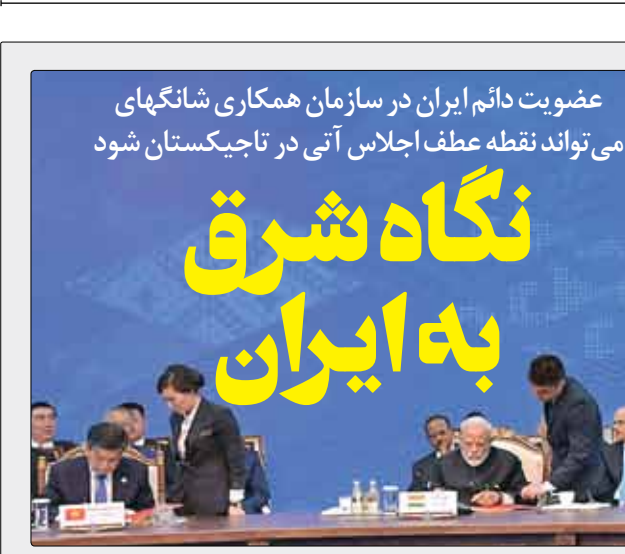 عضویت دائم ایران در سازمان همکاری شانگهای
می‌تواند نقطه عطف اجلاس آتی در تاجیکستان شود
نگاه شرق
به ایران